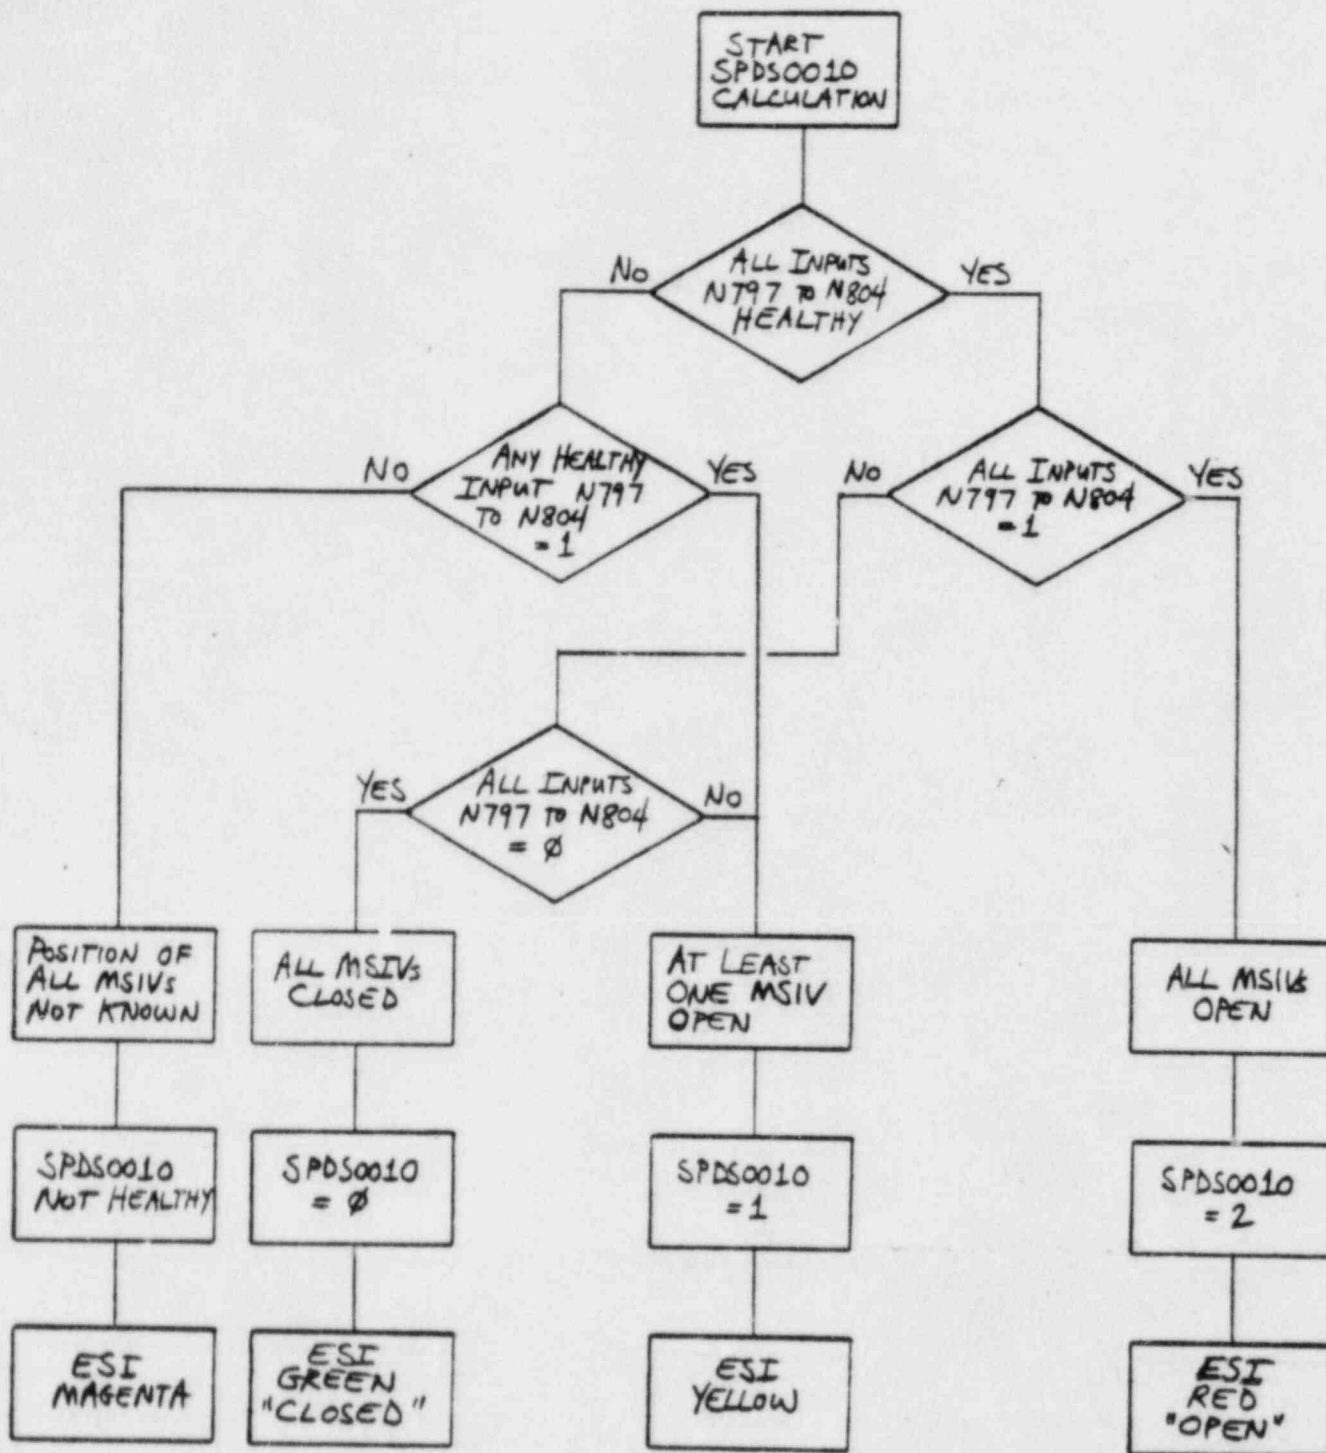 START
SPDS0010
CALCULATION
NO
ALL INPUTS
N797 TO N804
HEALTHY
YES
NO
ANY HEALTHY
INPUT N797
TO N804
= 1
YES
NO
ALL INPUTS
N797 TO N804
= 1
YES
YES
ALL INPUTS
N797 TO N804
= Ø
NO
POSITION OF
ALL MSIVs
NOT KNOWN
ALL MSIVs
CLOSED
AT LEAST
ONE MSIV
OPEN
ALL MSIVs
OPEN
SPDS0010
NOT HEALTHY
SPDS0010
= Ø
SPDS0010
= 1
SPDS0010
= 2
ESI
MAGENTA
ESI
GREEN
"CLOSED"
ESI
YELLOW
ESI
RED
"OPEN"